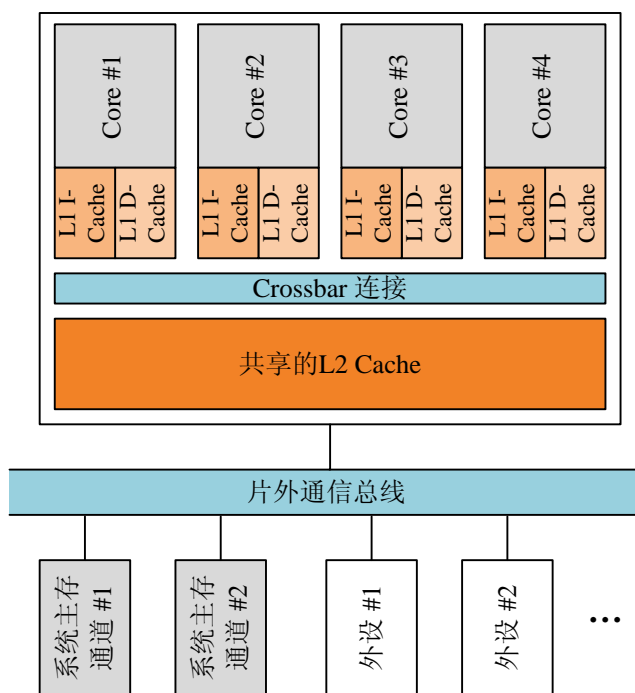 Core #1
Core #2
Core #3
Core #4
L1 I-
Cache
L1 D-
Cache
L1 I-
Cache
L1 D-
Cache
L1 I-
Cache
L1 D-
Cache
L1 I-
Cache
L1 D-
Cache
Crossbar 连接
共享的L2 Cache
片外通信总线
系统主存
通道 #1
系统主存
通道 #2
外设 #1
外设 #2
...